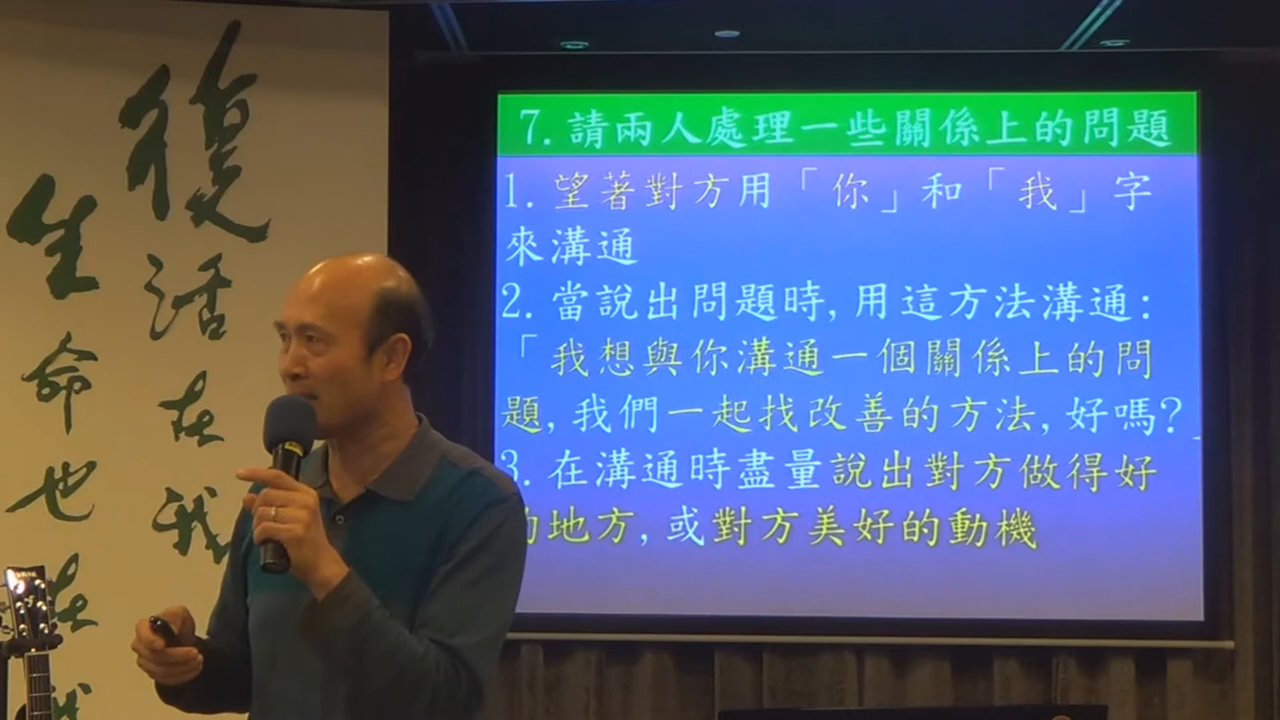 復活在我
生命也在我
7.請兩人處理一些關係上的問題
1.望著對方用「你」和「我」字
來溝通
2.當說出問題時,用這方法溝通:
「我想與你溝通一個關係上的問
題,我們一起找改善的方法,好嗎?
3.在溝通時盡量說出對方做得好
的地方,或對方美好的動機